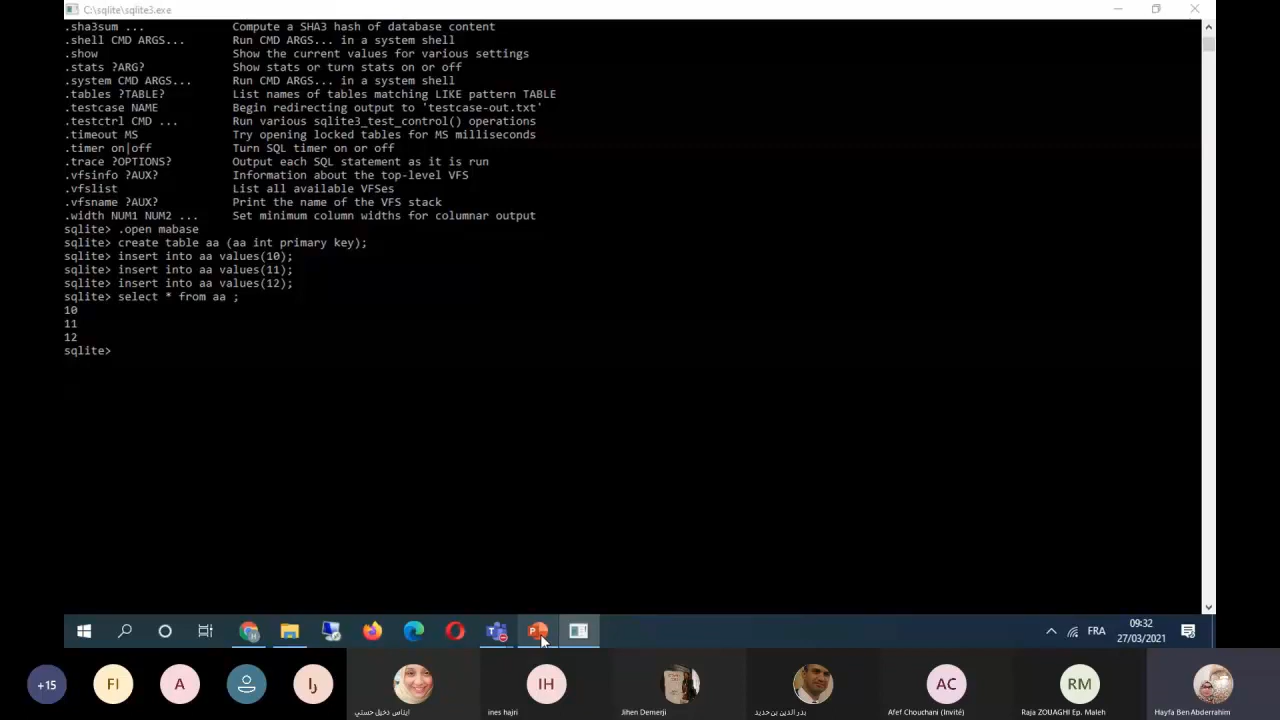 C:\sqlite\sqlite3.exe
.sha3sum ... Compute a SHA3 hash of database content
.shell CMD ARGS... Run CMD ARGS... in a system shell
.show Show the current values for various settings
.stats ?ARG? Show stats or turn stats on or off
.system CMD ARGS... Run CMD ARGS... in a system shell
.tables ?TABLE? List names of tables matching LIKE pattern TABLE
.testcase NAME Begin redirecting output to 'testcase-out.txt'
.testctrl CMD ... Run various sqlite3_test_control() operations
.timeout MS Try opening locked tables for MS milliseconds
.timer on|off Turn SQL timer on or off
.trace ?OPTIONS? Output each SQL statement as it is run
.vfsinfo ?AUX? Information about the top-level VFS
.vfslist List all available VFSes
.vfsname ?AUX? Print the name of the VFS stack
.width NUM1 NUM2 ... Set minimum column widths for columnar output
sqlite> .open mabase
sqlite> create table aa (aa int primary key);
sqlite> insert into aa values(10);
sqlite> insert into aa values(11);
sqlite> insert into aa values(12);
sqlite> select * from aa ;
10
11
12
sqlite>
FRA
09:32
27/03/2021
+15
FI
A
را
ايناس دخيل حسني
IH
ines hajri
Jihen Demerji
بدر الدين بن حديد
AC
Afef Chouchani (Invité)
RM
Raja ZOUAGHI Ep. Maleh
Hayfa Ben Abderrahim